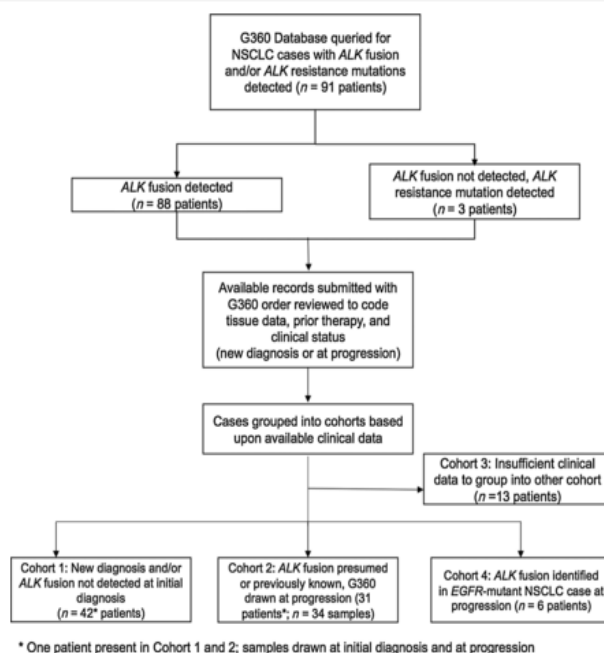 G360 Database queried for
NSCLC cases with ALK fusion
and/or ALK resistance mutations
detected (n = 91 patients)
ALK fusion detected
(n = 88 patients)
ALK fusion not detected, ALK
resistance mutation detected
(n = 3 patients)
Available records submitted with
G360 order reviewed to code
tissue data, prior therapy, and
clinical status
(new diagnosis or at progression)
Cases grouped into cohorts based
upon available clinical data
Cohort 3: Insufficient clinical
data to group into other cohort
(n =13 patients)
Cohort 1: New diagnosis and/or
ALK fusion not detected at initial
diagnosis
(n = 42* patients)
Cohort 2: ALK fusion presumed
or previously known, G360
drawn at progression (31
patients*; n = 34 samples)
Cohort 4: ALK fusion identified
in EGFR-mutant NSCLC case at
progression (n = 6 patients)
* One patient present in Cohort 1 and 2; samples drawn at initial diagnosis and at progression